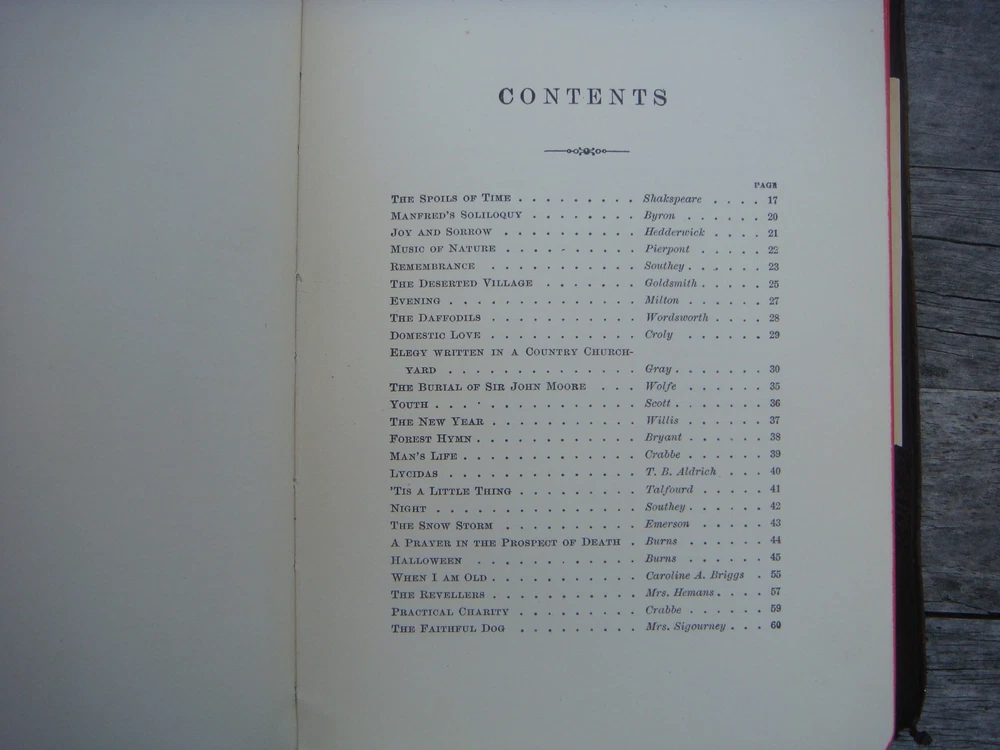 CONTENTS
PAGE
THE SPOILS OF TIME . . . . . . . . . Shakspeare . . . . 17
MANFRED'S SOLILOQUY . . . . . . . . Byron . . . . . . 20
JOY AND SORROW . . . . . . . . . . Hedderwick . . . . 21
MUSIC OF NATURE . . . . . . . . . . Pierpont . . . . . 22
REMEMBRANCE . . . . . . . . . . . Southey . . . . . . 23
THE DESERTED VILLAGE . . . . . . . Goldsmith . . . . . 25
EVENING . . . . . . . . . . . . . . Milton . . . . . . 27
THE DAFFODILS . . . . . . . . . . . Wordsworth . . . . 28
DOMESTIC LOVE . . . . . . . . . . . Croly . . . . . . 29
ELEGY WRITTEN IN A COUNTRY CHURCH-
YARD . . . . . . . . . . . . . . Gray . . . . . . . 30
THE BURIAL OF SIR JOHN MOORE . . . Wolfe . . . . . . 35
YOUTH . . . . . . . . . . . . . . . Scott . . . . . . . 36
THE NEW YEAR . . . . . . . . . . . Willis . . . . . . 37
FOREST HYMN . . . . . . . . . . . . Bryant . . . . . . 38
MAN'S LIFE . . . . . . . . . . . . . Crabbe . . . . . . 39
LYCIDAS . . . . . . . . . . . . . . T. B. Aldrich . . . 40
'TIS A LITTLE THING . . . . . . . . . Talfourd . . . . . 41
NIGHT . . . . . . . . . . . . . . . Southey . . . . . . 42
THE SNOW STORM . . . . . . . . . . Emerson . . . . . 43
A PRAYER IN THE PROSPECT OF DEATH . Burns . . . . . . 44
HALLOWEEN . . . . . . . . . . . . . Burns . . . . . . 45
WHEN I AM OLD . . . . . . . . . . . Caroline A. Briggs . 55
THE REVELLERS . . . . . . . . . . . Mrs. Hemans . . . . 57
PRACTICAL CHARITY . . . . . . . . . Crabbe . . . . . . 59
THE FAITHFUL DOG . . . . . . . . . Mrs. Sigourney . . . 60